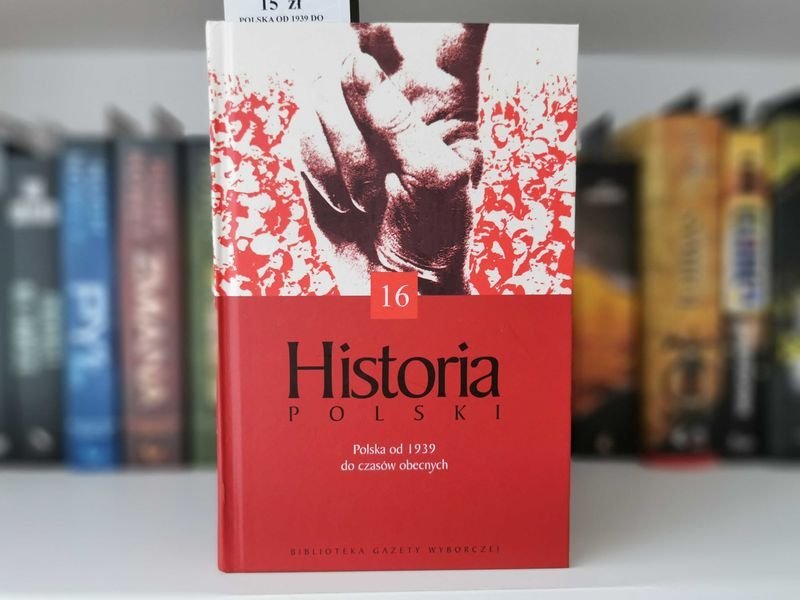 15 zł
POLSKA OD 1939 DO
16
Historia
POLSKI
Polska od 1939
do czasów obecnych
BIBLIOTEKA GAZETY WYBORCZEJ